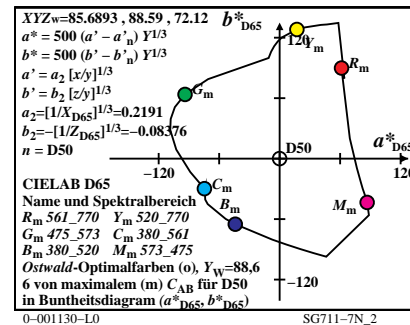 XYZw=85.6893 , 88.59 , 72.12
a* = 500 (a' – a'n) Y1/3
b* = 500 (b' – b'n) Y1/3
a' = a2 [x/y]1/3
b' = b2 [z/y]1/3
a2=[1/XD65]1/3=0.2191
b2=–[1/ZD65]1/3=–0.08376
n = D50
CIELAB D65
Name und Spektralbereich
Rm 561_770 Ym 520_770
Gm 475_573 Cm 380_561
Bm 380_520 Mm 573_475
Ostwald-Optimalfarben (o), YW=88,6
6 von maximalem (m) CAB für D50
in Buntheitsdiagram (a*D65, b*D65)
b*D65
120
Ym
Rm
Gm
D50
a*D65
–120
120
Cm
Bm
Mm
–120
0-001130-L0
SG711-7N_2